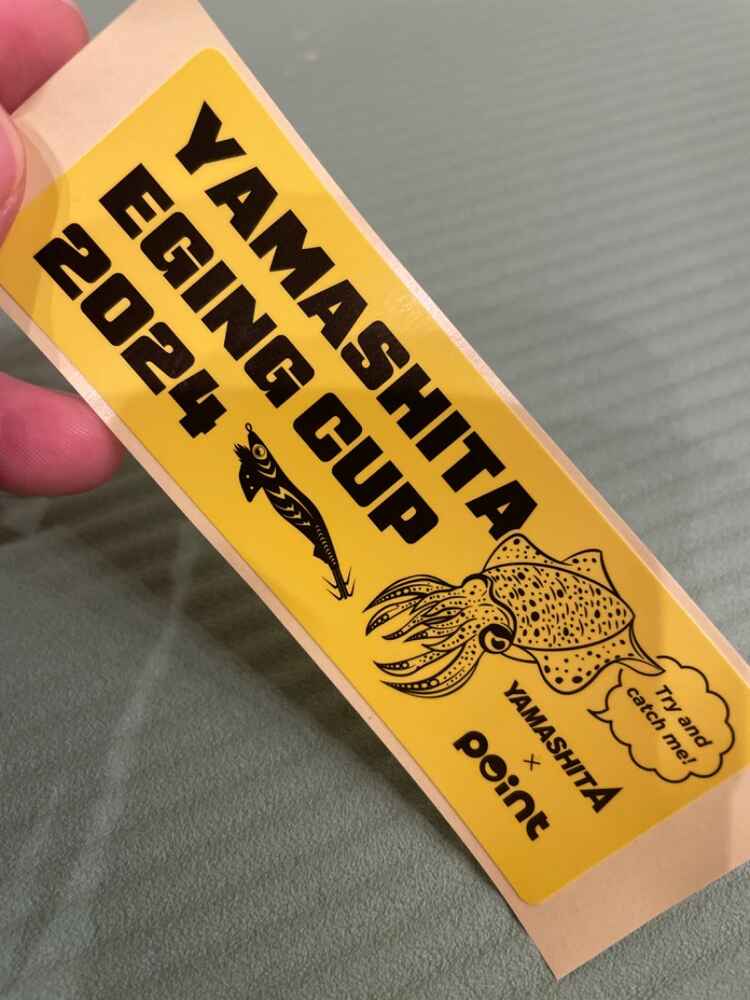 YAMASHITA
EGING CUP
2024
Try and
catch me!
YAMASHITA
×
point